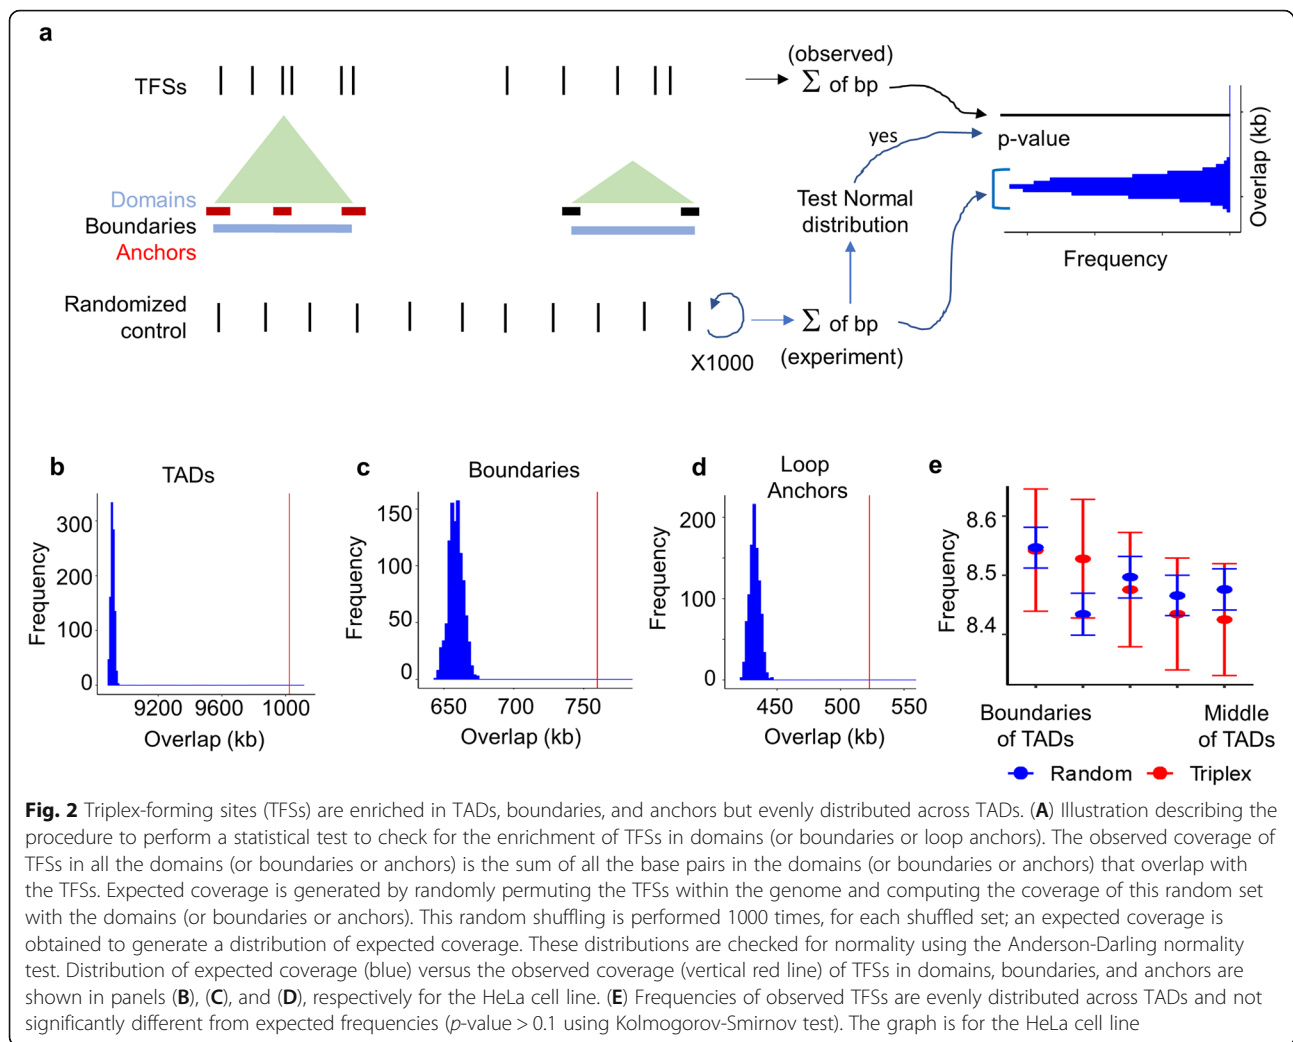 a
TFSs
(observed)
Σ of bp
yes
p-value
Overlap (kb)
Domains
Boundaries
Anchors
Test Normal
distribution
Frequency
Randomized
control
X1000
Σ of bp
(experiment)
b
TADs
Frequency
300
200
100
0
9200 9600 1000
Overlap (kb)
c
Boundaries
Frequency
150
100
50
0
650 700 750
Overlap (kb)
d
Loop
Anchors
Frequency
200
100
0
450 500 550
Overlap (kb)
e
Frequency
8.6
8.5
8.4
Boundaries
of TADs
Middle
of TADs
Random Triplex
Fig. 2 Triplex-forming sites (TFSs) are enriched in TADs, boundaries, and anchors but evenly distributed across TADs. (A) Illustration describing the
procedure to perform a statistical test to check for the enrichment of TFSs in domains (or boundaries or loop anchors). The observed coverage of
TFSs in all the domains (or boundaries or anchors) is the sum of all the base pairs in the domains (or boundaries or anchors) that overlap with
the TFSs. Expected coverage is generated by randomly permuting the TFSs within the genome and computing the coverage of this random set
with the domains (or boundaries or anchors). This random shuffling is performed 1000 times, for each shuffled set; an expected coverage is
obtained to generate a distribution of expected coverage. These distributions are checked for normality using the Anderson-Darling normality
test. Distribution of expected coverage (blue) versus the observed coverage (vertical red line) of TFSs in domains, boundaries, and anchors are
shown in panels (B), (C), and (D), respectively for the HeLa cell line. (E) Frequencies of observed TFSs are evenly distributed across TADs and not
significantly different from expected frequencies (p-value > 0.1 using Kolmogorov-Smirnov test). The graph is for the HeLa cell line